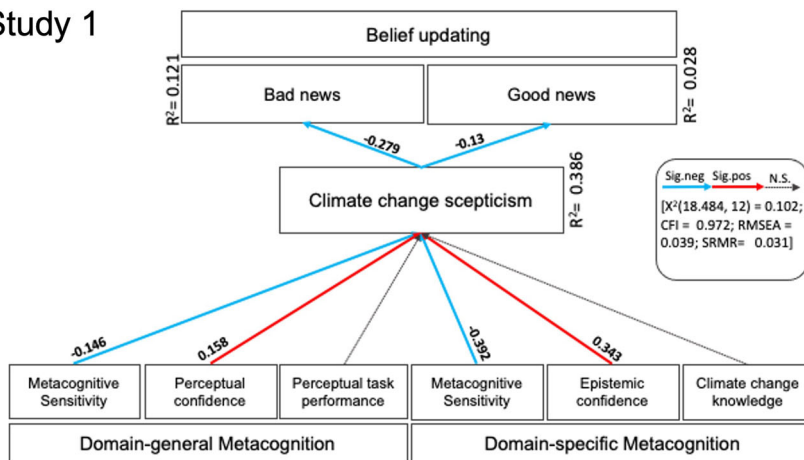 Study 1
Belief updating
R²= 0.121
Bad news
Good news
R²= 0.028
-0.279
-0.13
Climate change scepticism
R²= 0.386
Sig.neg
Sig.pos
N.S.
[X²(18.484, 12) = 0.102;
CFI = 0.972; RMSEA =
0.039; SRMR= 0.031]
-0.146
0.158
-0.392
0.343
Metacognitive
Sensitivity
Perceptual
confidence
Perceptual task
performance
Metacognitive
Sensitivity
Epistemic
confidence
Climate change
knowledge
Domain-general Metacognition
Domain-specific Metacognition